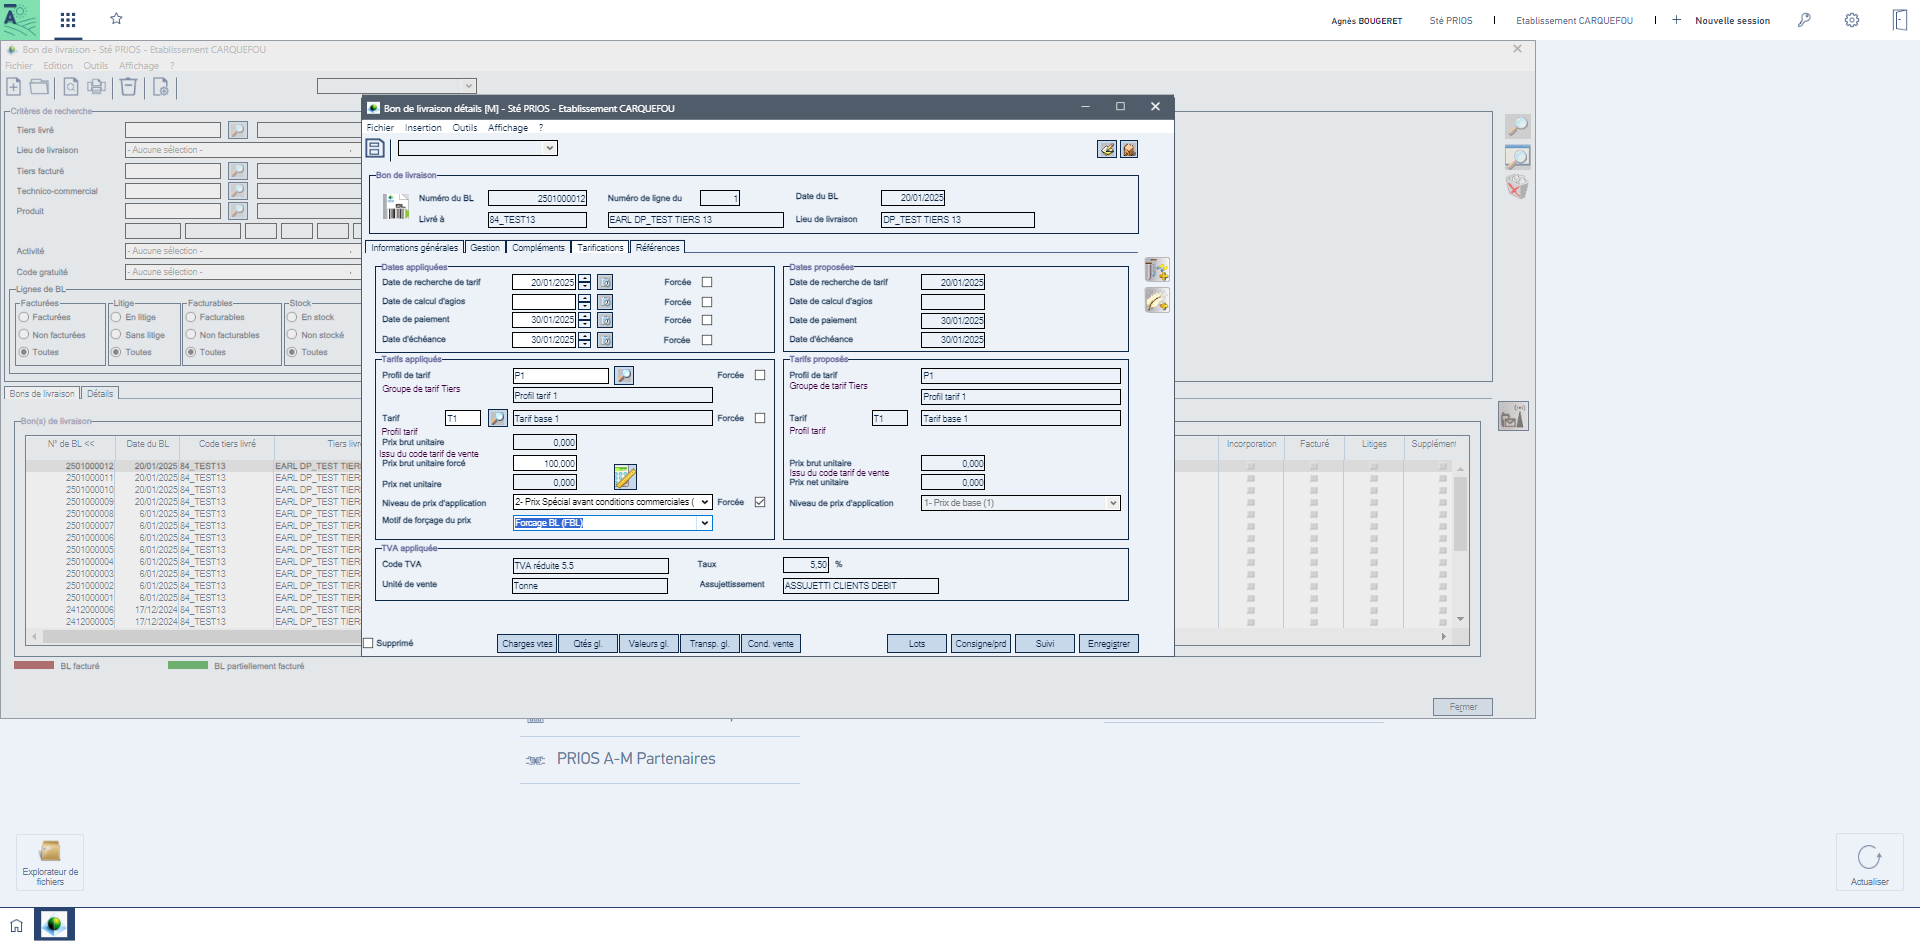 Agnès BOUGERET Sté PRIOS | Etablissement CARQUEFOU | + Nouvelle session
Bon de livraison - Sté PRIOS - Etablissement CARQUEFOU
Fichier Edition Outils Affichage ?
Critères de recherche
Tiers livré
Lieu de livraison - Aucune sélection -
Tiers facturé
Technico-commercial
Produit
Activité - Aucune sélection -
Code gratuité - Aucune sélection -
Lignes de BL
Facturées Litige Facturables Stock
Facturées En litige Facturables En stock
Non facturées Sans litige Non facturables Non stocké
Toutes Toutes Toutes Toutes
Bons de livraison Détails
Bon(s) de livraison
N° de BL << Date du BL Code tiers livré Tiers livr Incorporation Facturé Litiges Supplémen
2501000012 20/01/2025 84_TEST13 EARL DP_TEST TIER
2501000011 20/01/2025 84_TEST13 EARL DP_TEST TIER
2501000010 20/01/2025 84_TEST13 EARL DP_TEST TIER
2501000009 20/01/2025 84_TEST13 EARL DP_TEST TIER
2501000008 6/01/2025 84_TEST13 EARL DP_TEST TIER
2501000007 6/01/2025 84_TEST13 EARL DP_TEST TIER
2501000006 6/01/2025 84_TEST13 EARL DP_TEST TIER
2501000005 6/01/2025 84_TEST13 EARL DP_TEST TIER
2501000004 6/01/2025 84_TEST13 EARL DP_TEST TIER
2501000003 6/01/2025 84_TEST13 EARL DP_TEST TIER
2501000002 6/01/2025 84_TEST13 EARL DP_TEST TIER
2501000001 6/01/2025 84_TEST13 EARL DP_TEST TIER
2412000006 17/12/2024 84_TEST13 EARL DP_TEST TIER
2412000005 17/12/2024 84_TEST13 EARL DP_TEST TIER
BL facturé BL partiellement facturé
Fermer
Bon de livraison détails [M] - Sté PRIOS - Etablissement CARQUEFOU
Fichier Insertion Outils Affichage ?
Bon de livraison
Numéro du BL 2501000012 Numéro de ligne du 1 Date du BL 20/01/2025
Livré à 84_TEST13 EARL DP_TEST TIERS 13 Lieu de livraison DP_TEST TIERS 13
Informations générales Gestion Compléments Tarifications Références
Dates appliquées
Date de recherche de tarif 20/01/2025 Forcée
Date de calcul d'agios Forcée
Date de paiement 30/01/2025 Forcée
Date d'échéance 30/01/2025 Forcée
Dates proposées
Date de recherche de tarif 20/01/2025
Date de calcul d'agios
Date de paiement 30/01/2025
Date d'échéance 30/01/2025
Tarifs appliqués
Profil de tarif P1 Forcée
Groupe de tarif Tiers
Profil tarif 1
Tarif T1 Tarif base 1 Forcée
Profil tarif
Prix brut unitaire 0,000
Issu du code tarif de vente
Prix brut unitaire forcé 100,000
Prix net unitaire 0,000
Niveau de prix d'application 2- Prix Spécial avant conditions commerciales ( Forcée
Motif de forçage du prix Forcage BL (FBL)
Tarifs proposés
Profil de tarif P1
Groupe de tarif Tiers
Profil tarif 1
Tarif T1 Tarif base 1
Profil tarif
Prix brut unitaire 0,000
Issu du code tarif de vente
Prix net unitaire 0,000
Niveau de prix d'application 1- Prix de base (1)
TVA appliquée
Code TVA TVA réduite 5.5 Taux 5,50 %
Unité de vente Tonne Assujettissement ASSUJETTI CLIENTS DEBIT
Supprimé Charges vtes Qtés gl. Valeurs gl. Transp. gl. Cond. vente Lots Consigne/prd Suivi Enregistrer
PRIOS A-M Partenaires
Explorateur de
fichiers
Actualiser